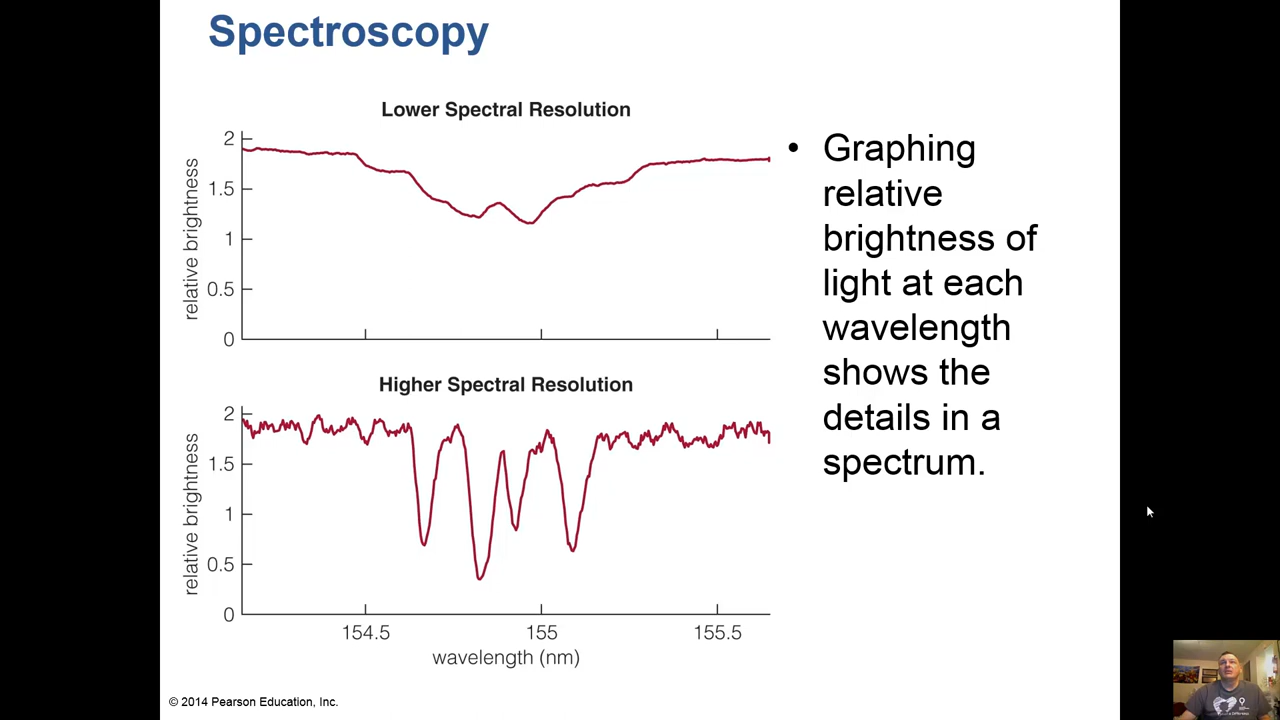 Spectroscopy
Lower Spectral Resolution
2
1.5
1
0.5
0
relative brightness
Higher Spectral Resolution
2
1.5
1
0.5
0
relative brightness
154.5 155 155.5
wavelength (nm)
• Graphing
relative
brightness of
light at each
wavelength
shows the
details in a
spectrum.
© 2014 Pearson Education, Inc.